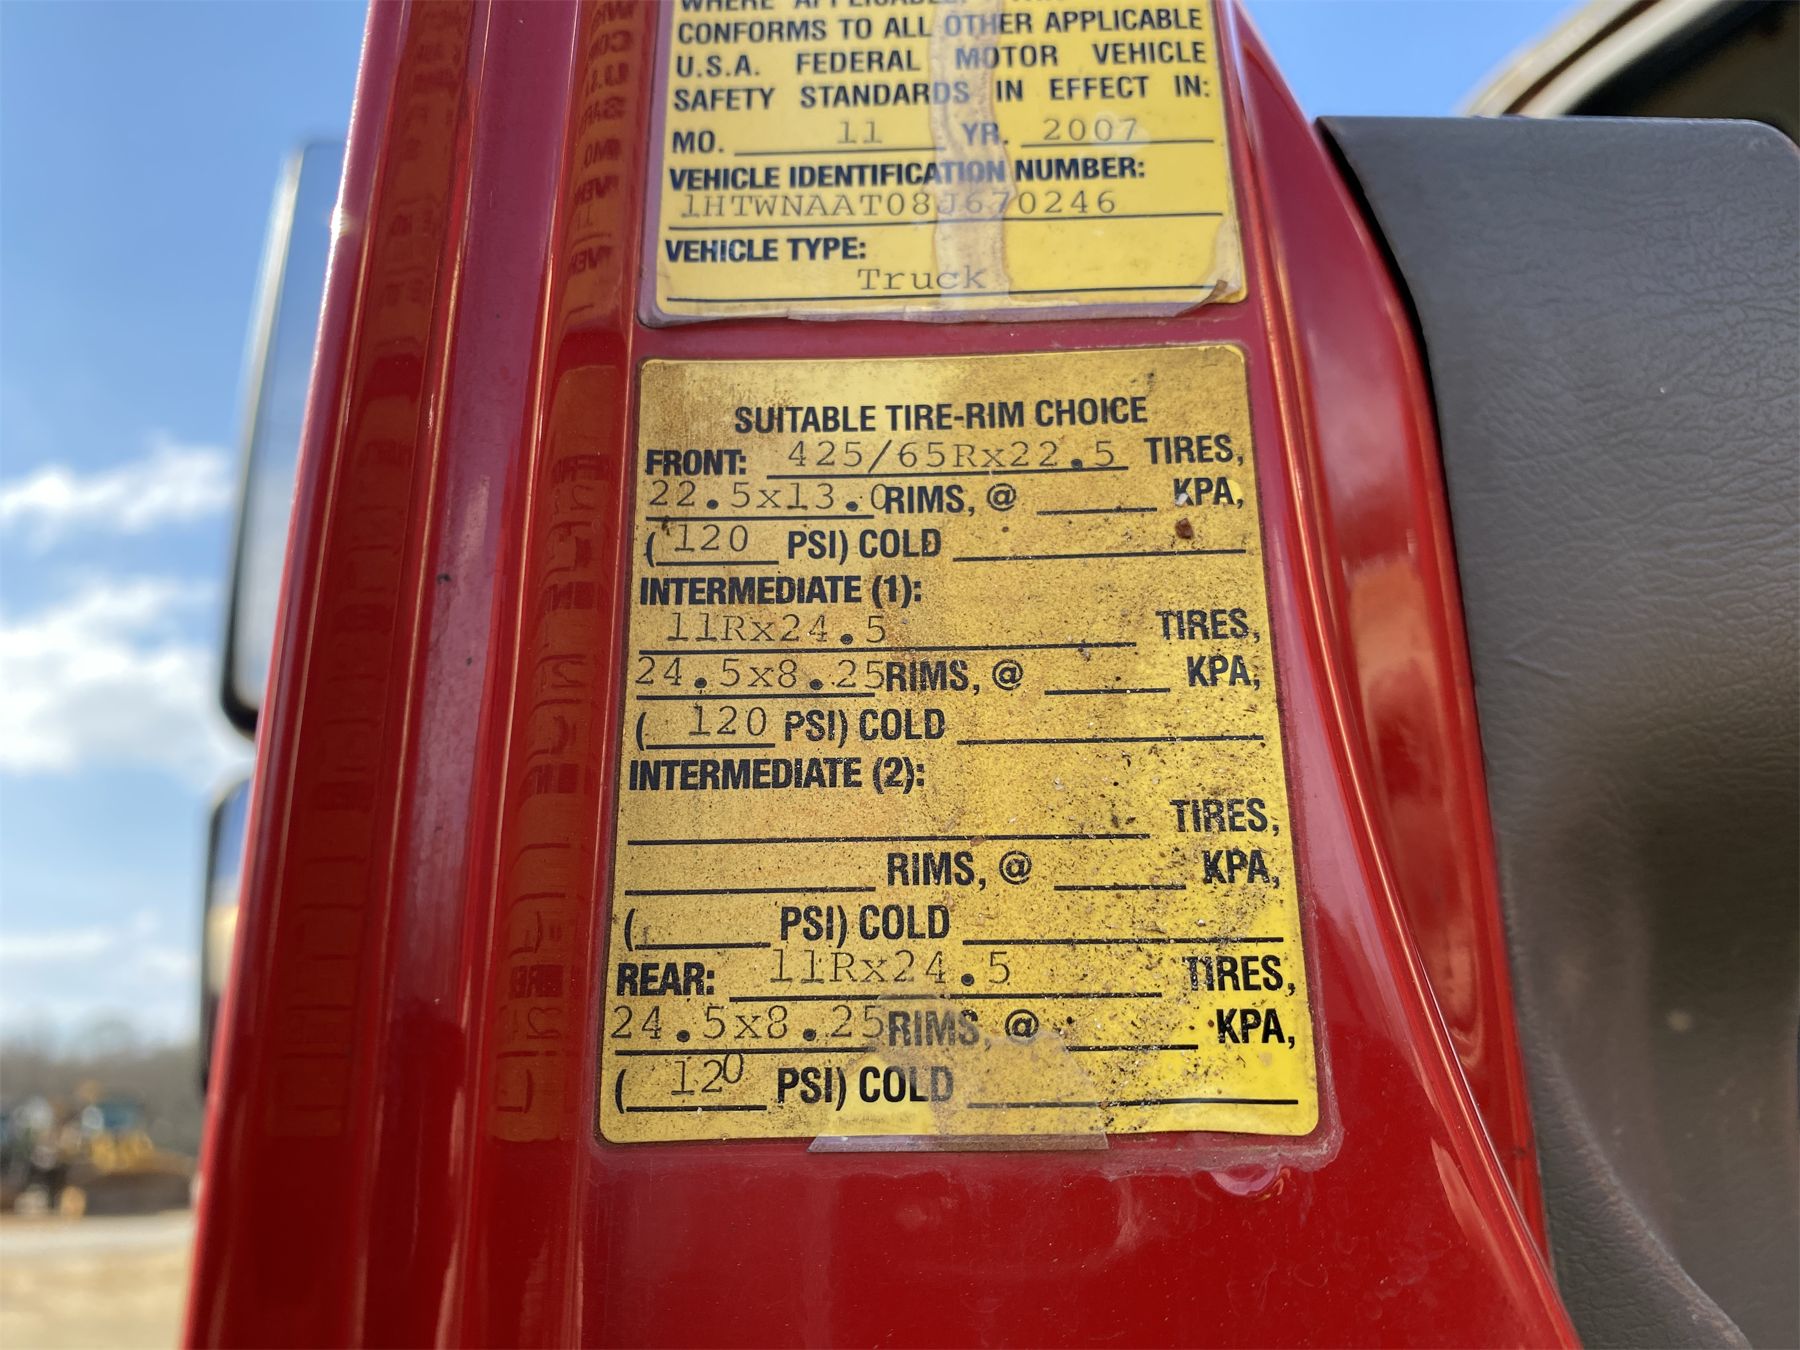 WHERE APPLICABLE,
CONFORMS TO ALL OTHER APPLICABLE
U.S.A. FEDERAL MOTOR VEHICLE
SAFETY STANDARDS IN EFFECT IN:
MO. 11 YR. 2007
VEHICLE IDENTIFICATION NUMBER:
1HTWNAAT08J670246
VEHICLE TYPE:
Truck
SUITABLE TIRE-RIM CHOICE
FRONT: 425/65Rx22.5 TIRES,
22.5x13.0 RIMS, @ KPA,
(120 PSI) COLD
INTERMEDIATE (1):
11Rx24.5 TIRES,
24.5x8.25 RIMS, @ KPA,
(120 PSI) COLD
INTERMEDIATE (2):
TIRES,
RIMS, @ KPA,
( PSI) COLD
REAR: 11Rx24.5 TIRES,
24.5x8.25 RIMS, @ KPA,
(120 PSI) COLD